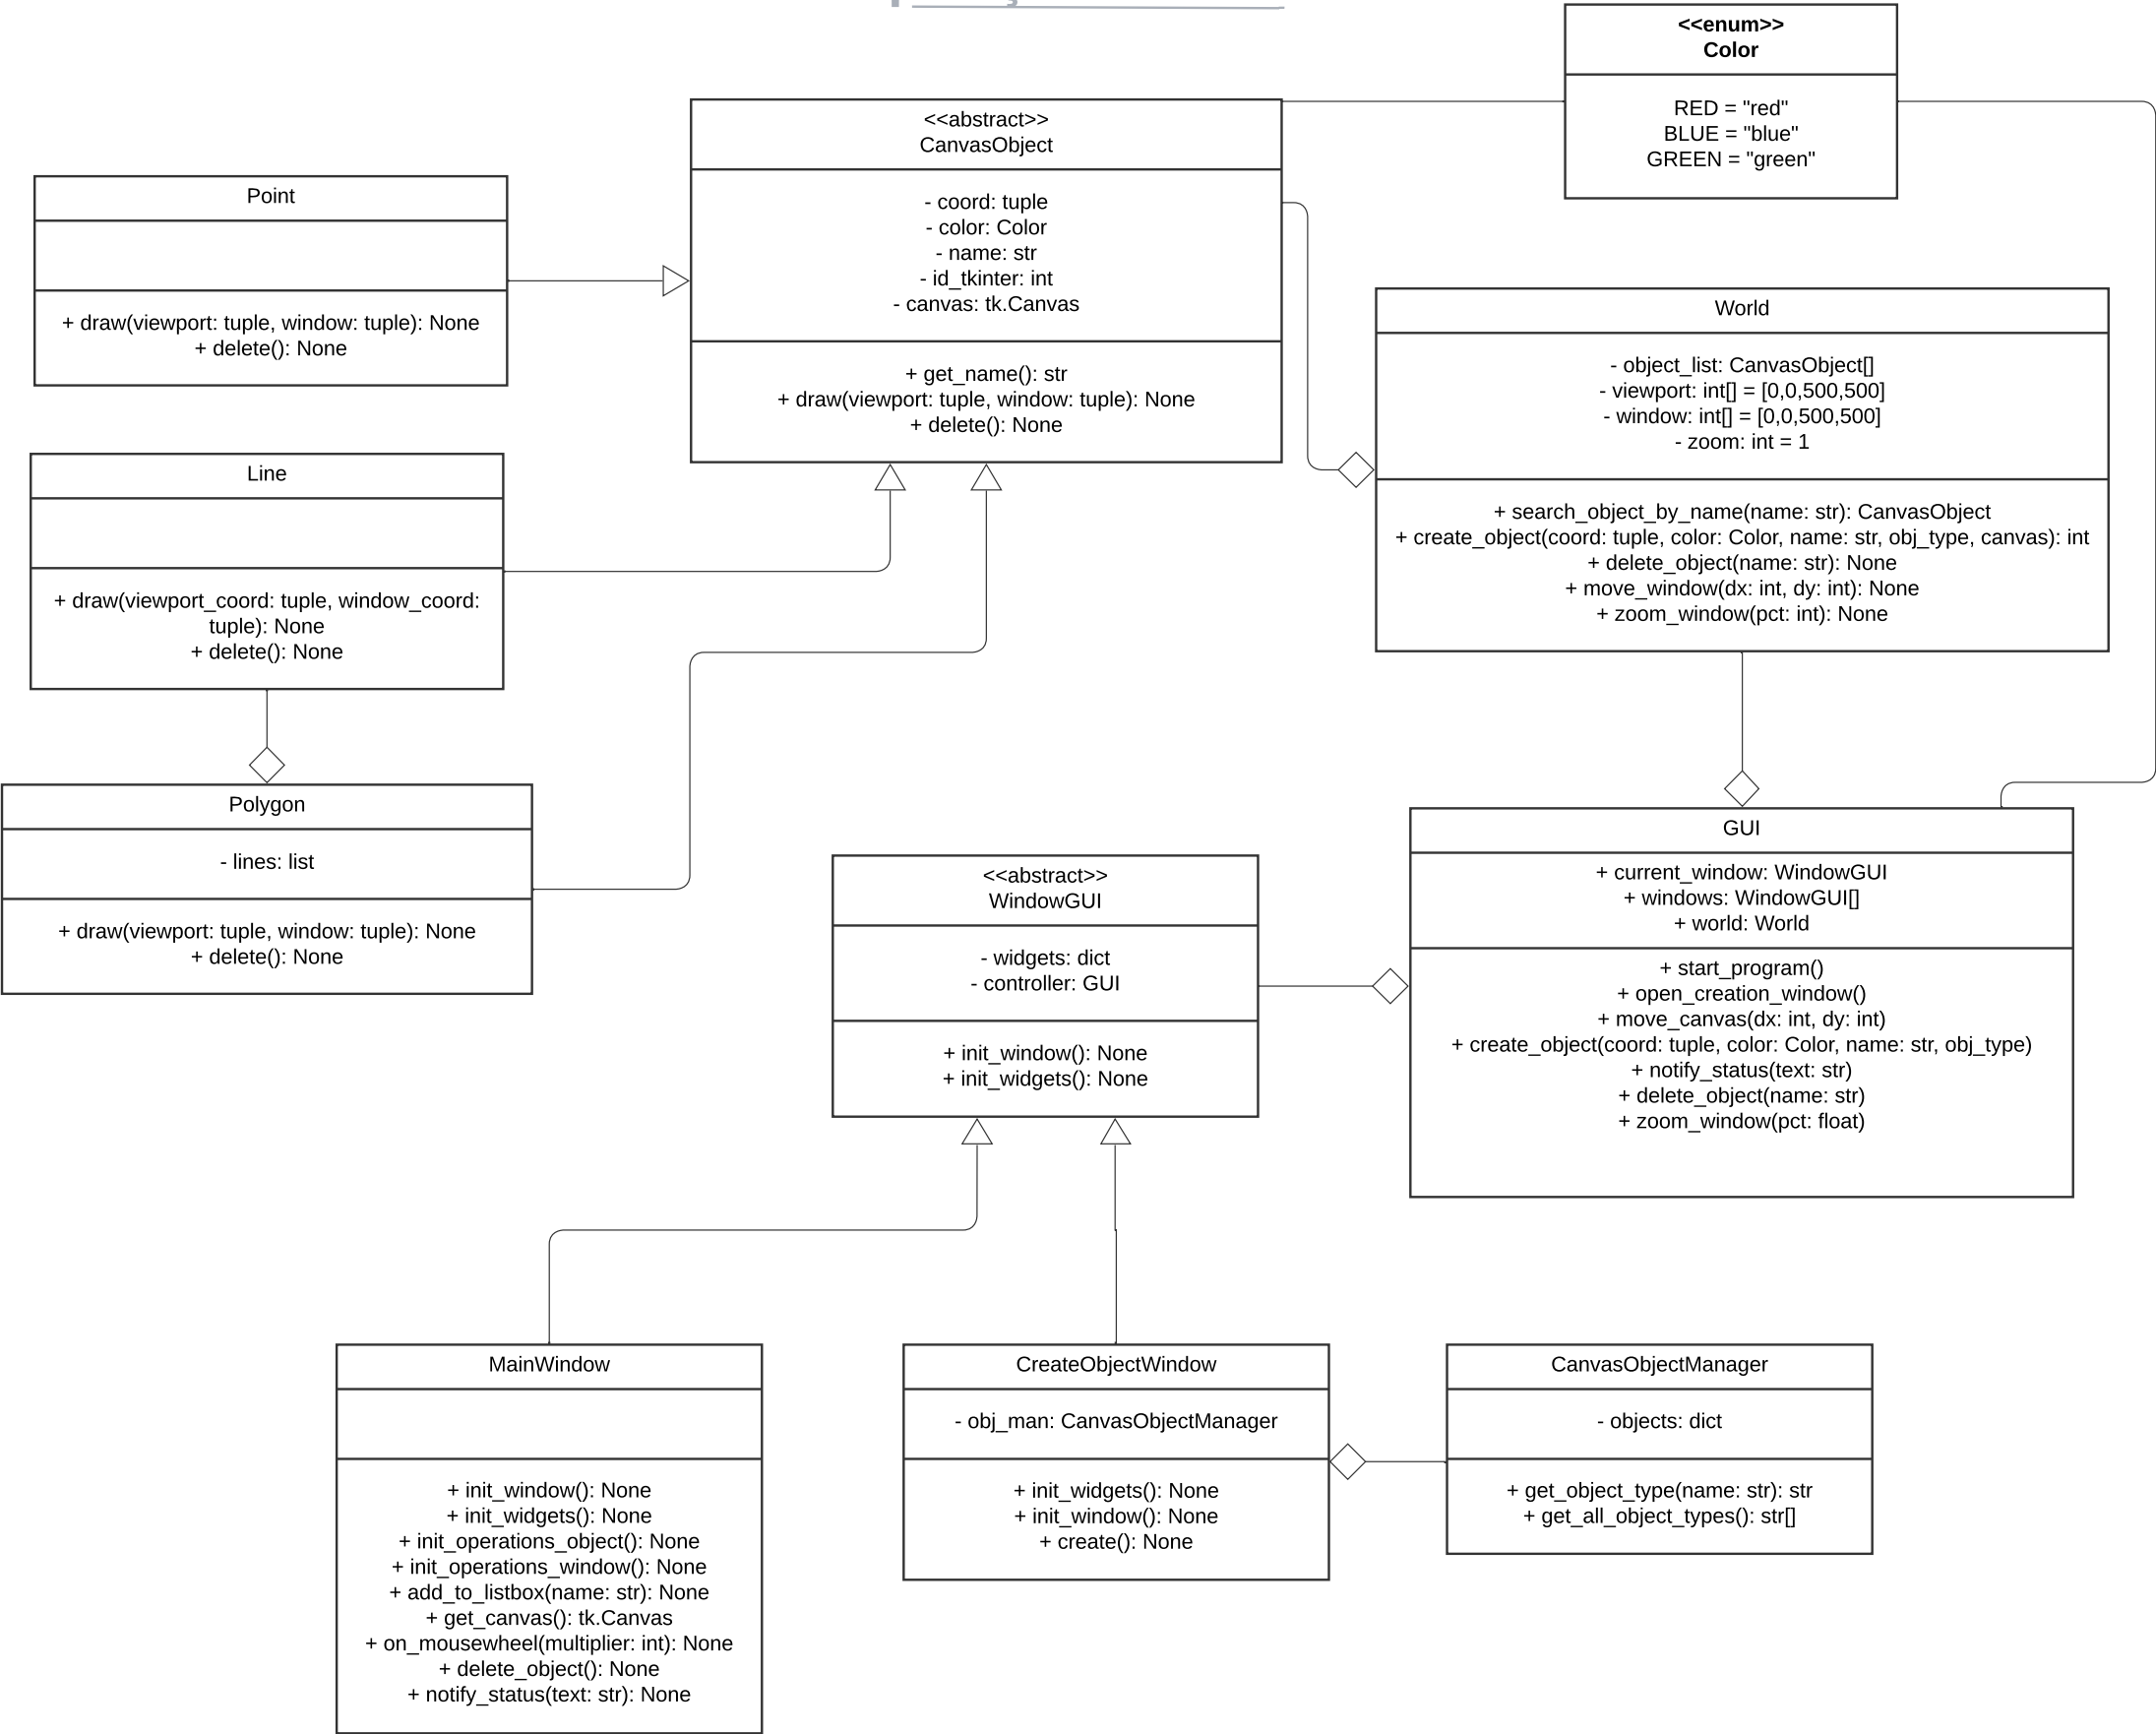 <<enum>>
Color
RED = "red"
BLUE = "blue"
GREEN = "green"
<<abstract>>
CanvasObject
- coord: tuple
- color: Color
- name: str
- id_tkinter: int
- canvas: tk.Canvas
+ get_name(): str
+ draw(viewport: tuple, window: tuple): None
+ delete(): None
Point
+ draw(viewport: tuple, window: tuple): None
+ delete(): None
World
- object_list: CanvasObject[]
- viewport: int[] = [0,0,500,500]
- window: int[] = [0,0,500,500]
- zoom: int = 1
+ search_object_by_name(name: str): CanvasObject
+ create_object(coord: tuple, color: Color, name: str, obj_type, canvas): int
+ delete_object(name: str): None
+ move_window(dx: int, dy: int): None
+ zoom_window(pct: int): None
Line
+ draw(viewport_coord: tuple, window_coord:
tuple): None
+ delete(): None
Polygon
- lines: list
+ draw(viewport: tuple, window: tuple): None
+ delete(): None
<<abstract>>
WindowGUI
- widgets: dict
- controller: GUI
+ init_window(): None
+ init_widgets(): None
GUI
+ current_window: WindowGUI
+ windows: WindowGUI[]
+ world: World
+ start_program()
+ open_creation_window()
+ move_canvas(dx: int, dy: int)
+ create_object(coord: tuple, color: Color, name: str, obj_type)
+ notify_status(text: str)
+ delete_object(name: str)
+ zoom_window(pct: float)
MainWindow
+ init_window(): None
+ init_widgets(): None
+ init_operations_object(): None
+ init_operations_window(): None
+ add_to_listbox(name: str): None
+ get_canvas(): tk.Canvas
+ on_mousewheel(multiplier: int): None
+ delete_object(): None
+ notify_status(text: str): None
CreateObjectWindow
- obj_man: CanvasObjectManager
+ init_widgets(): None
+ init_window(): None
+ create(): None
CanvasObjectManager
- objects: dict
+ get_object_type(name: str): str
+ get_all_object_types(): str[]